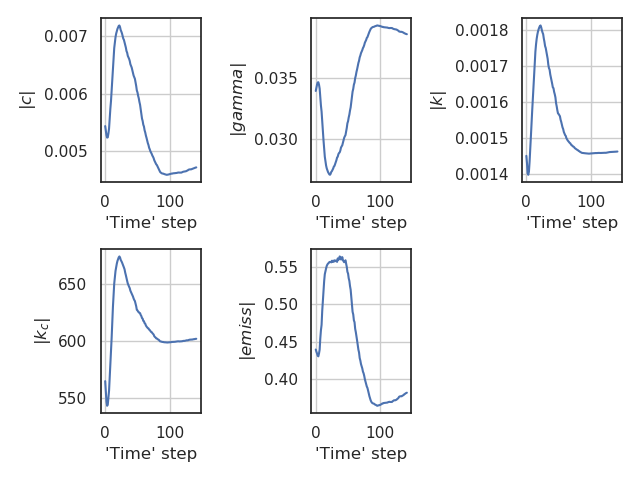 |c|
0.007
0.006
0.005
0
100
'Time' step
|gamma|
0.035
0.030
0
100
'Time' step
|k|
0.0018
0.0017
0.0016
0.0015
0.0014
0
100
'Time' step
|k_c|
650
600
550
0
100
'Time' step
|emiss|
0.55
0.50
0.45
0.40
0
100
'Time' step